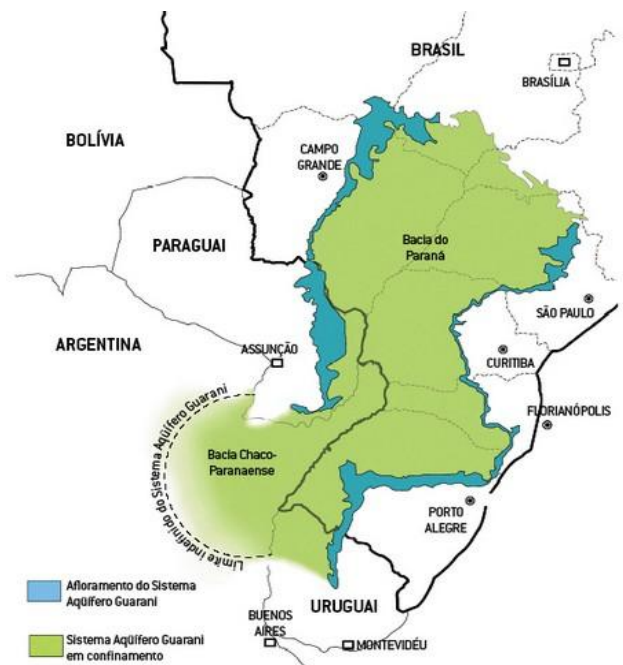 BRASIL
BRASÍLIA
BOLÍVIA
CAMPO
GRANDE
PARAGUAI
Bacia do
Paraná
SÃO PAULO
ARGENTINA
ASSUNÇÃO
CURITIBA
FLORIANÓPOLIS
Limite indefinido do Sistema Aqüífero Guarani
Bacia Chaco-
Paranaense
PORTO
ALEGRE
Afloramento do Sistema
Aqüífero Guarani
URUGUAI
BUENOS
AIRES
MONTEVIDÉU
Sistema Aqüífero Guarani
em confinamento